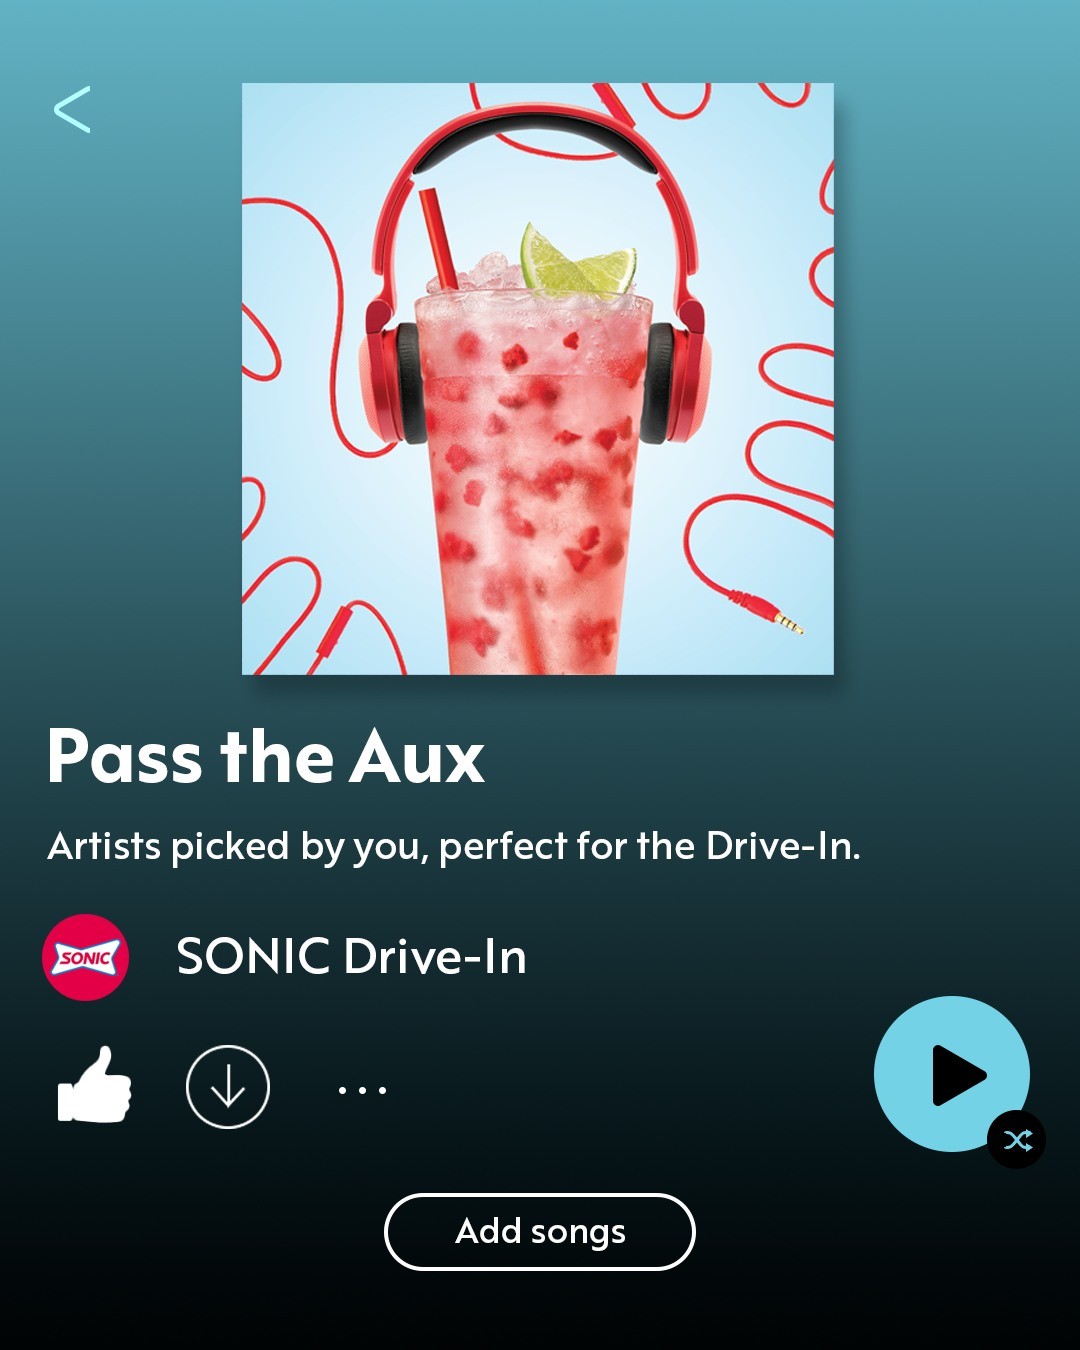 Pass the Aux
Artists picked by you, perfect for the Drive-In.
SONIC
SONIC Drive-In
Add songs